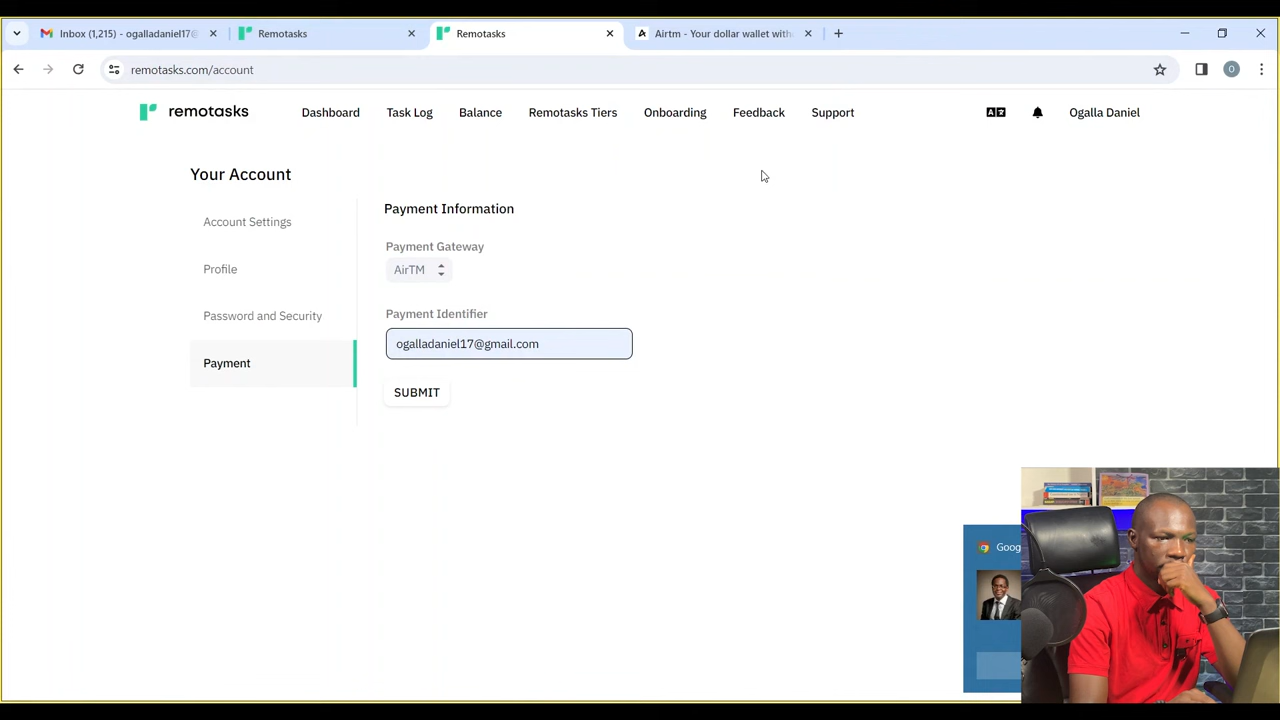 Inbox (1,215) - ogalladaniel17@
Remotasks
Remotasks
Airtm - Your dollar wallet with
remotasks.com/account
O
remotasks
Dashboard
Task Log
Balance
Remotasks Tiers
Onboarding
Feedback
Support
Ogalla Daniel
Your Account
Account Settings
Profile
Password and Security
Payment
Payment Information
Payment Gateway
AirTM
Payment Identifier
ogalladaniel17@gmail.com
SUBMIT
Goog